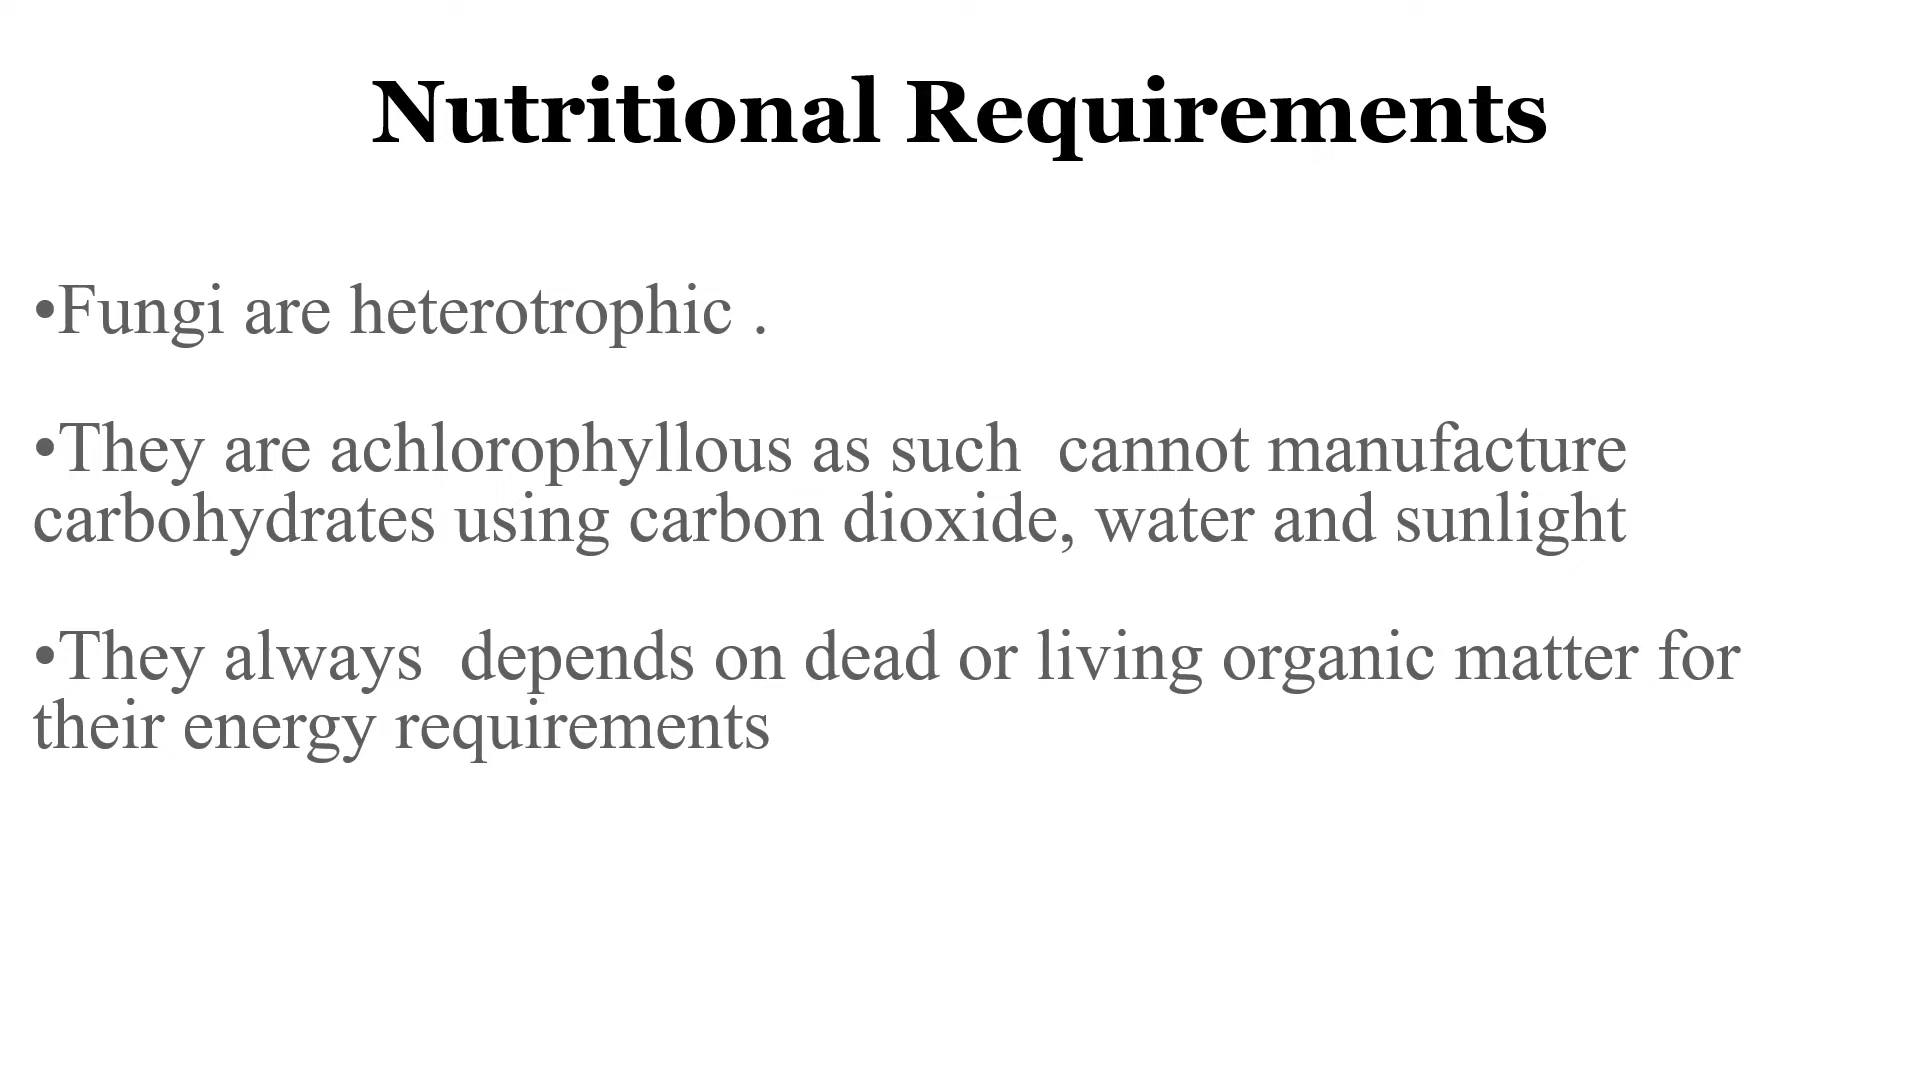 Nutritional Requirements
•Fungi are heterotrophic .
•They are achlorophyllous as such  cannot manufacture
carbohydrates using carbon dioxide, water and sunlight
•They always  depends on dead or living organic matter for
their energy requirements